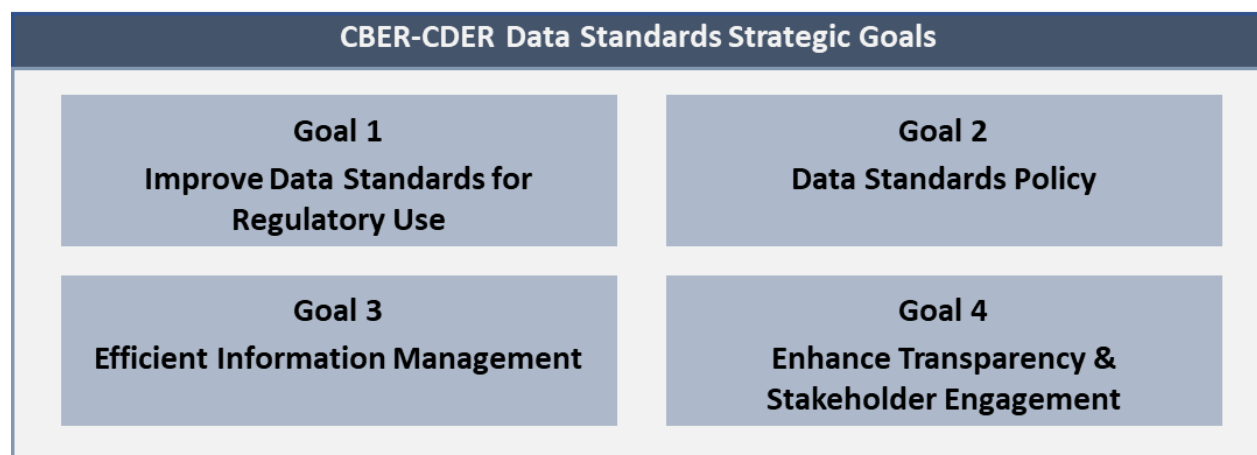 CBER-CDER Data Standards Strategic Goals
Goal 1
Improve Data Standards for
Regulatory Use
Goal 2
Data Standards Policy
Goal 3
Efficient Information Management
Goal 4
Enhance Transparency &
Stakeholder Engagement